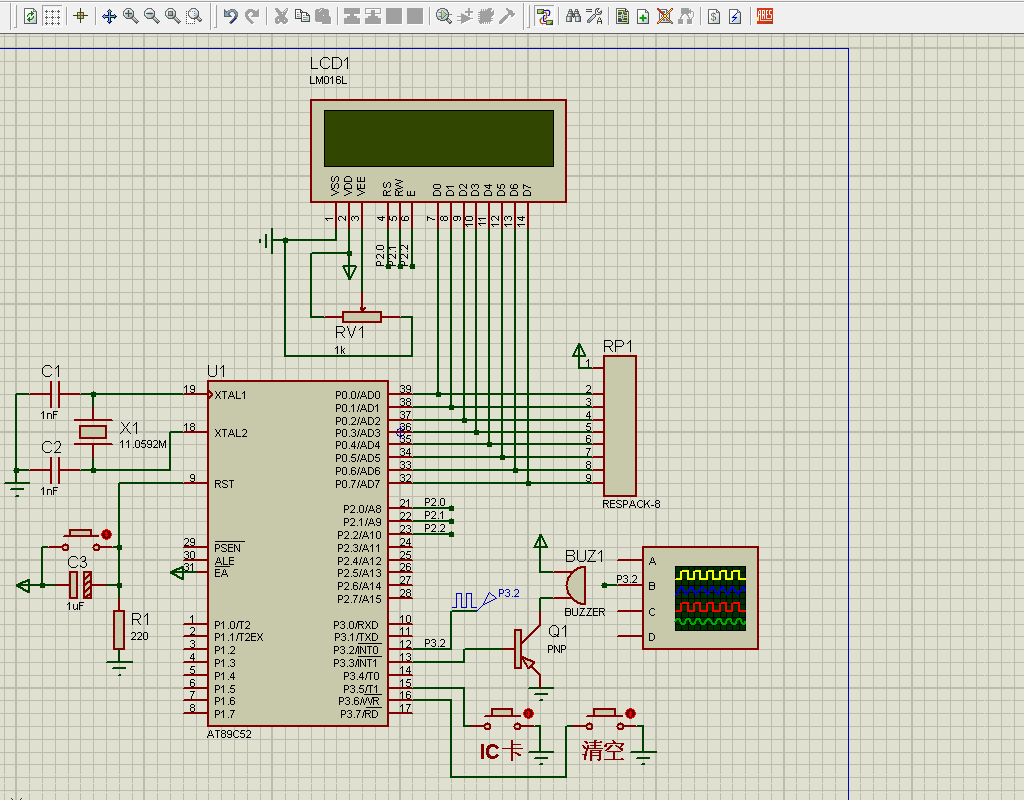 LCD1
LM016L
VSS
VDD
VEE
RS
RW
E
D0
D1
D2
D3
D4
D5
D6
D7
1
2
3
4
5
6
7
8
9
10
11
12
13
14
P2.0
P2.1
P2.2
RV1
1k
RP1
1
2
3
4
5
6
7
8
9
RESPACK-8
C1
1nF
X1
11.0592M
C2
1nF
C3
1uF
R1
220
U1
19
XTAL1
18
XTAL2
9
RST
29
PSEN
30
ALE
31
EA
1
P1.0/T2
2
P1.1/T2EX
3
P1.2
4
P1.3
5
P1.4
6
P1.5
7
P1.6
8
P1.7
P0.0/AD0
39
P0.1/AD1
38
P0.2/AD2
37
P0.3/AD3
36
P0.4/AD4
35
P0.5/AD5
34
P0.6/AD6
33
P0.7/AD7
32
P2.0/A8
21
P2.0
P2.1/A9
22
P2.1
P2.2/A10
23
P2.2
P2.3/A11
24
P2.4/A12
25
P2.5/A13
26
P2.6/A14
27
P2.7/A15
28
P3.0/RXD
10
P3.1/TXD
11
P3.2/INT0
12
P3.2
P3.3/INT1
13
P3.4/T0
14
P3.5/T1
15
P3.6/WR
16
P3.7/RD
17
AT89C52
P3.2
BUZ1
BUZZER
Q1
PNP
P3.2
A
B
C
D
IC卡
清空